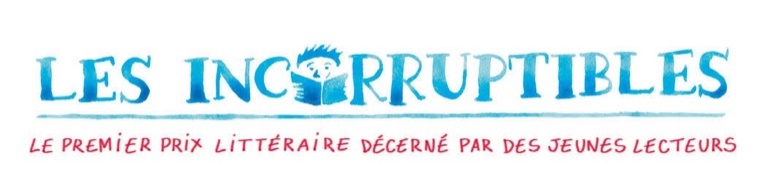 LES INCORRUPTIBLES
LE PREMIER PRIX LITTÉRAIRE DÉCERNÉ PAR DES JEUNES LECTEURS